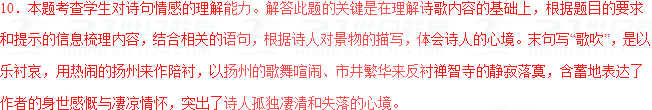 10．本题考查学生对诗句情感的理解能力。解答此题的关键是在理解诗歌内容的基础上，根据题目的要求
和提示的信息梳理内容，结合相关的语句，根据诗人对景物的描写，体会诗人的心境。末句写“歌吹”，是以
乐衬哀，用热闹的扬州来作陪衬，以扬州的歌舞喧闹、市井繁华来反衬禅智寺的静寂落寞，含蓄地表达了
作者的身世感慨与凄凉情怀，突出了诗人孤独凄清和失落的心境。